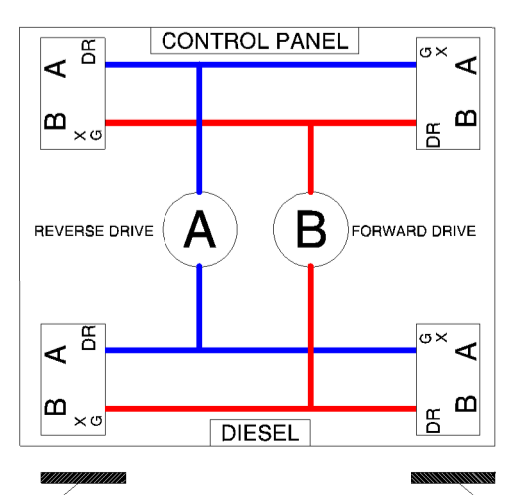 CONTROL PANEL
A DR
B X G
G X A
DR B
REVERSE DRIVE A
B FORWARD DRIVE
A DR
B X G
G X A
DR B
DIESEL